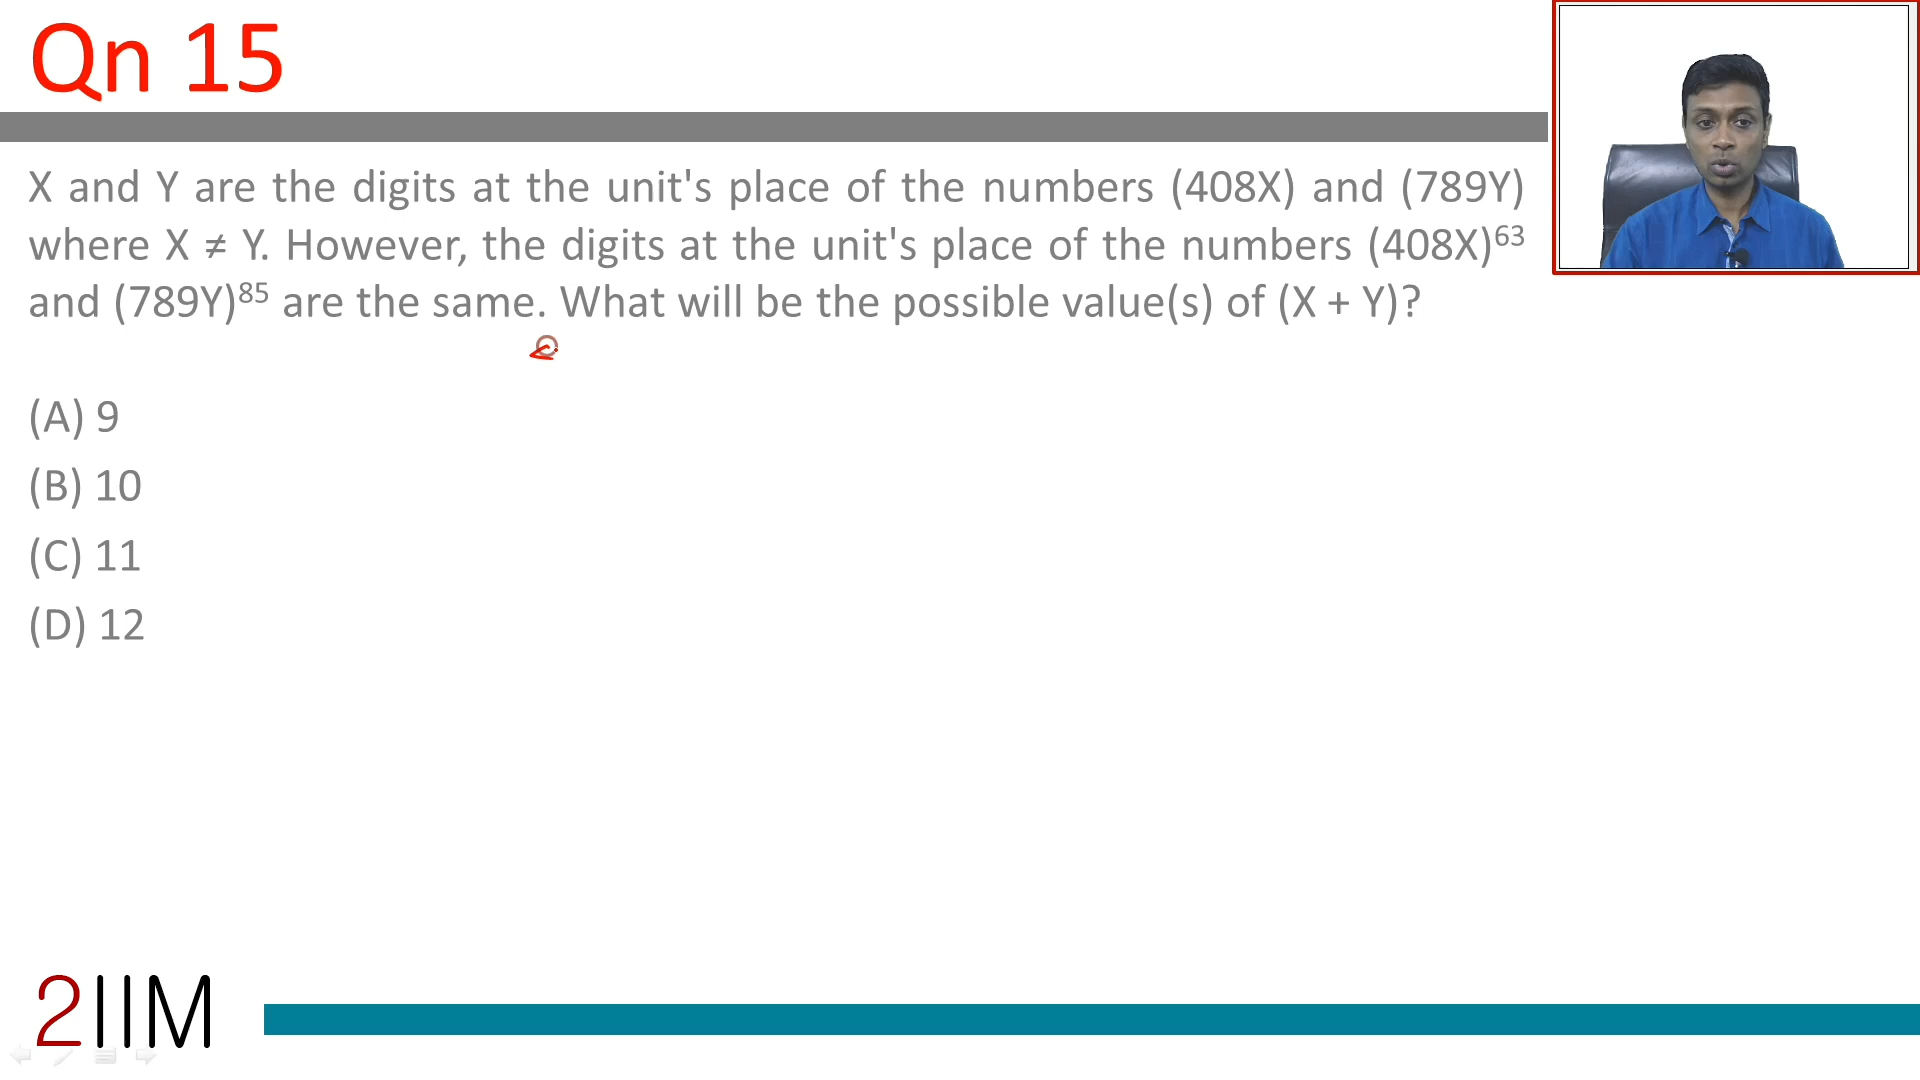 Qn 15
X and Y are the digits at the unit's place of the numbers (408X) and (789Y)
where X ≠ Y. However, the digits at the unit's place of the numbers (408X)⁶³
and (789Y)⁸⁵ are the same. What will be the possible value(s) of (X + Y)?
(A) 9
(B) 10
(C) 11
(D) 12
2IIM